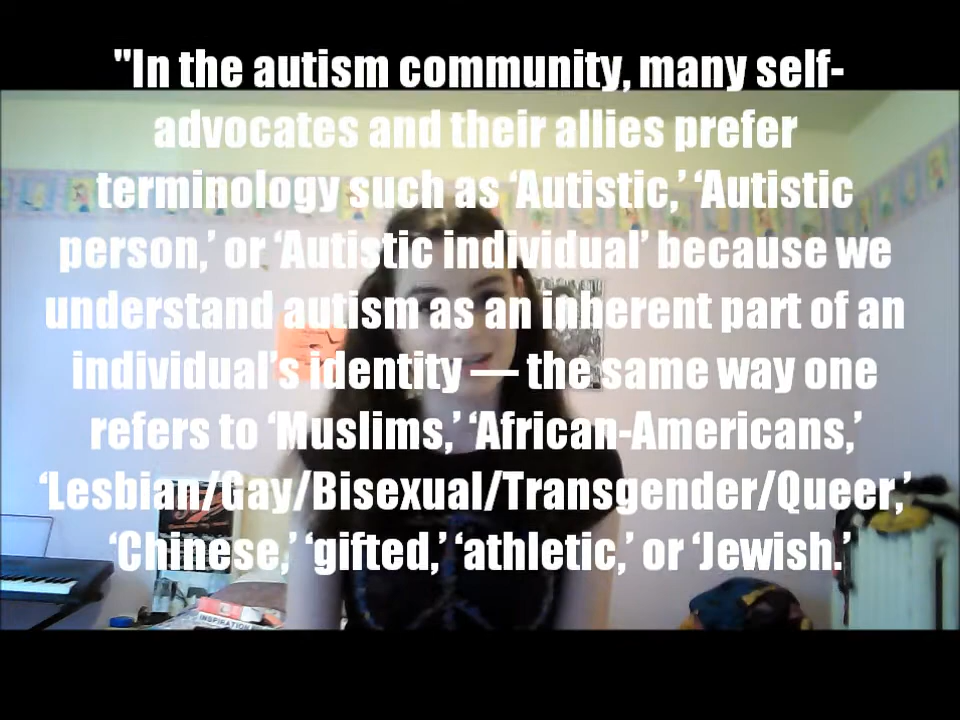 "In the autism community, many self-
advocates and their allies prefer
terminology such as ‘Autistic,’ ‘Autistic
person,’ or ‘Autistic individual’ because we
understand autism as an inherent part of an
individual’s identity — the same way one
refers to ‘Muslims,’ ‘African-Americans,’
‘Lesbian/Gay/Bisexual/Transgender/Queer,’
‘Chinese,’ ‘gifted,’ ‘athletic,’ or ‘Jewish.’
INSPIRATION